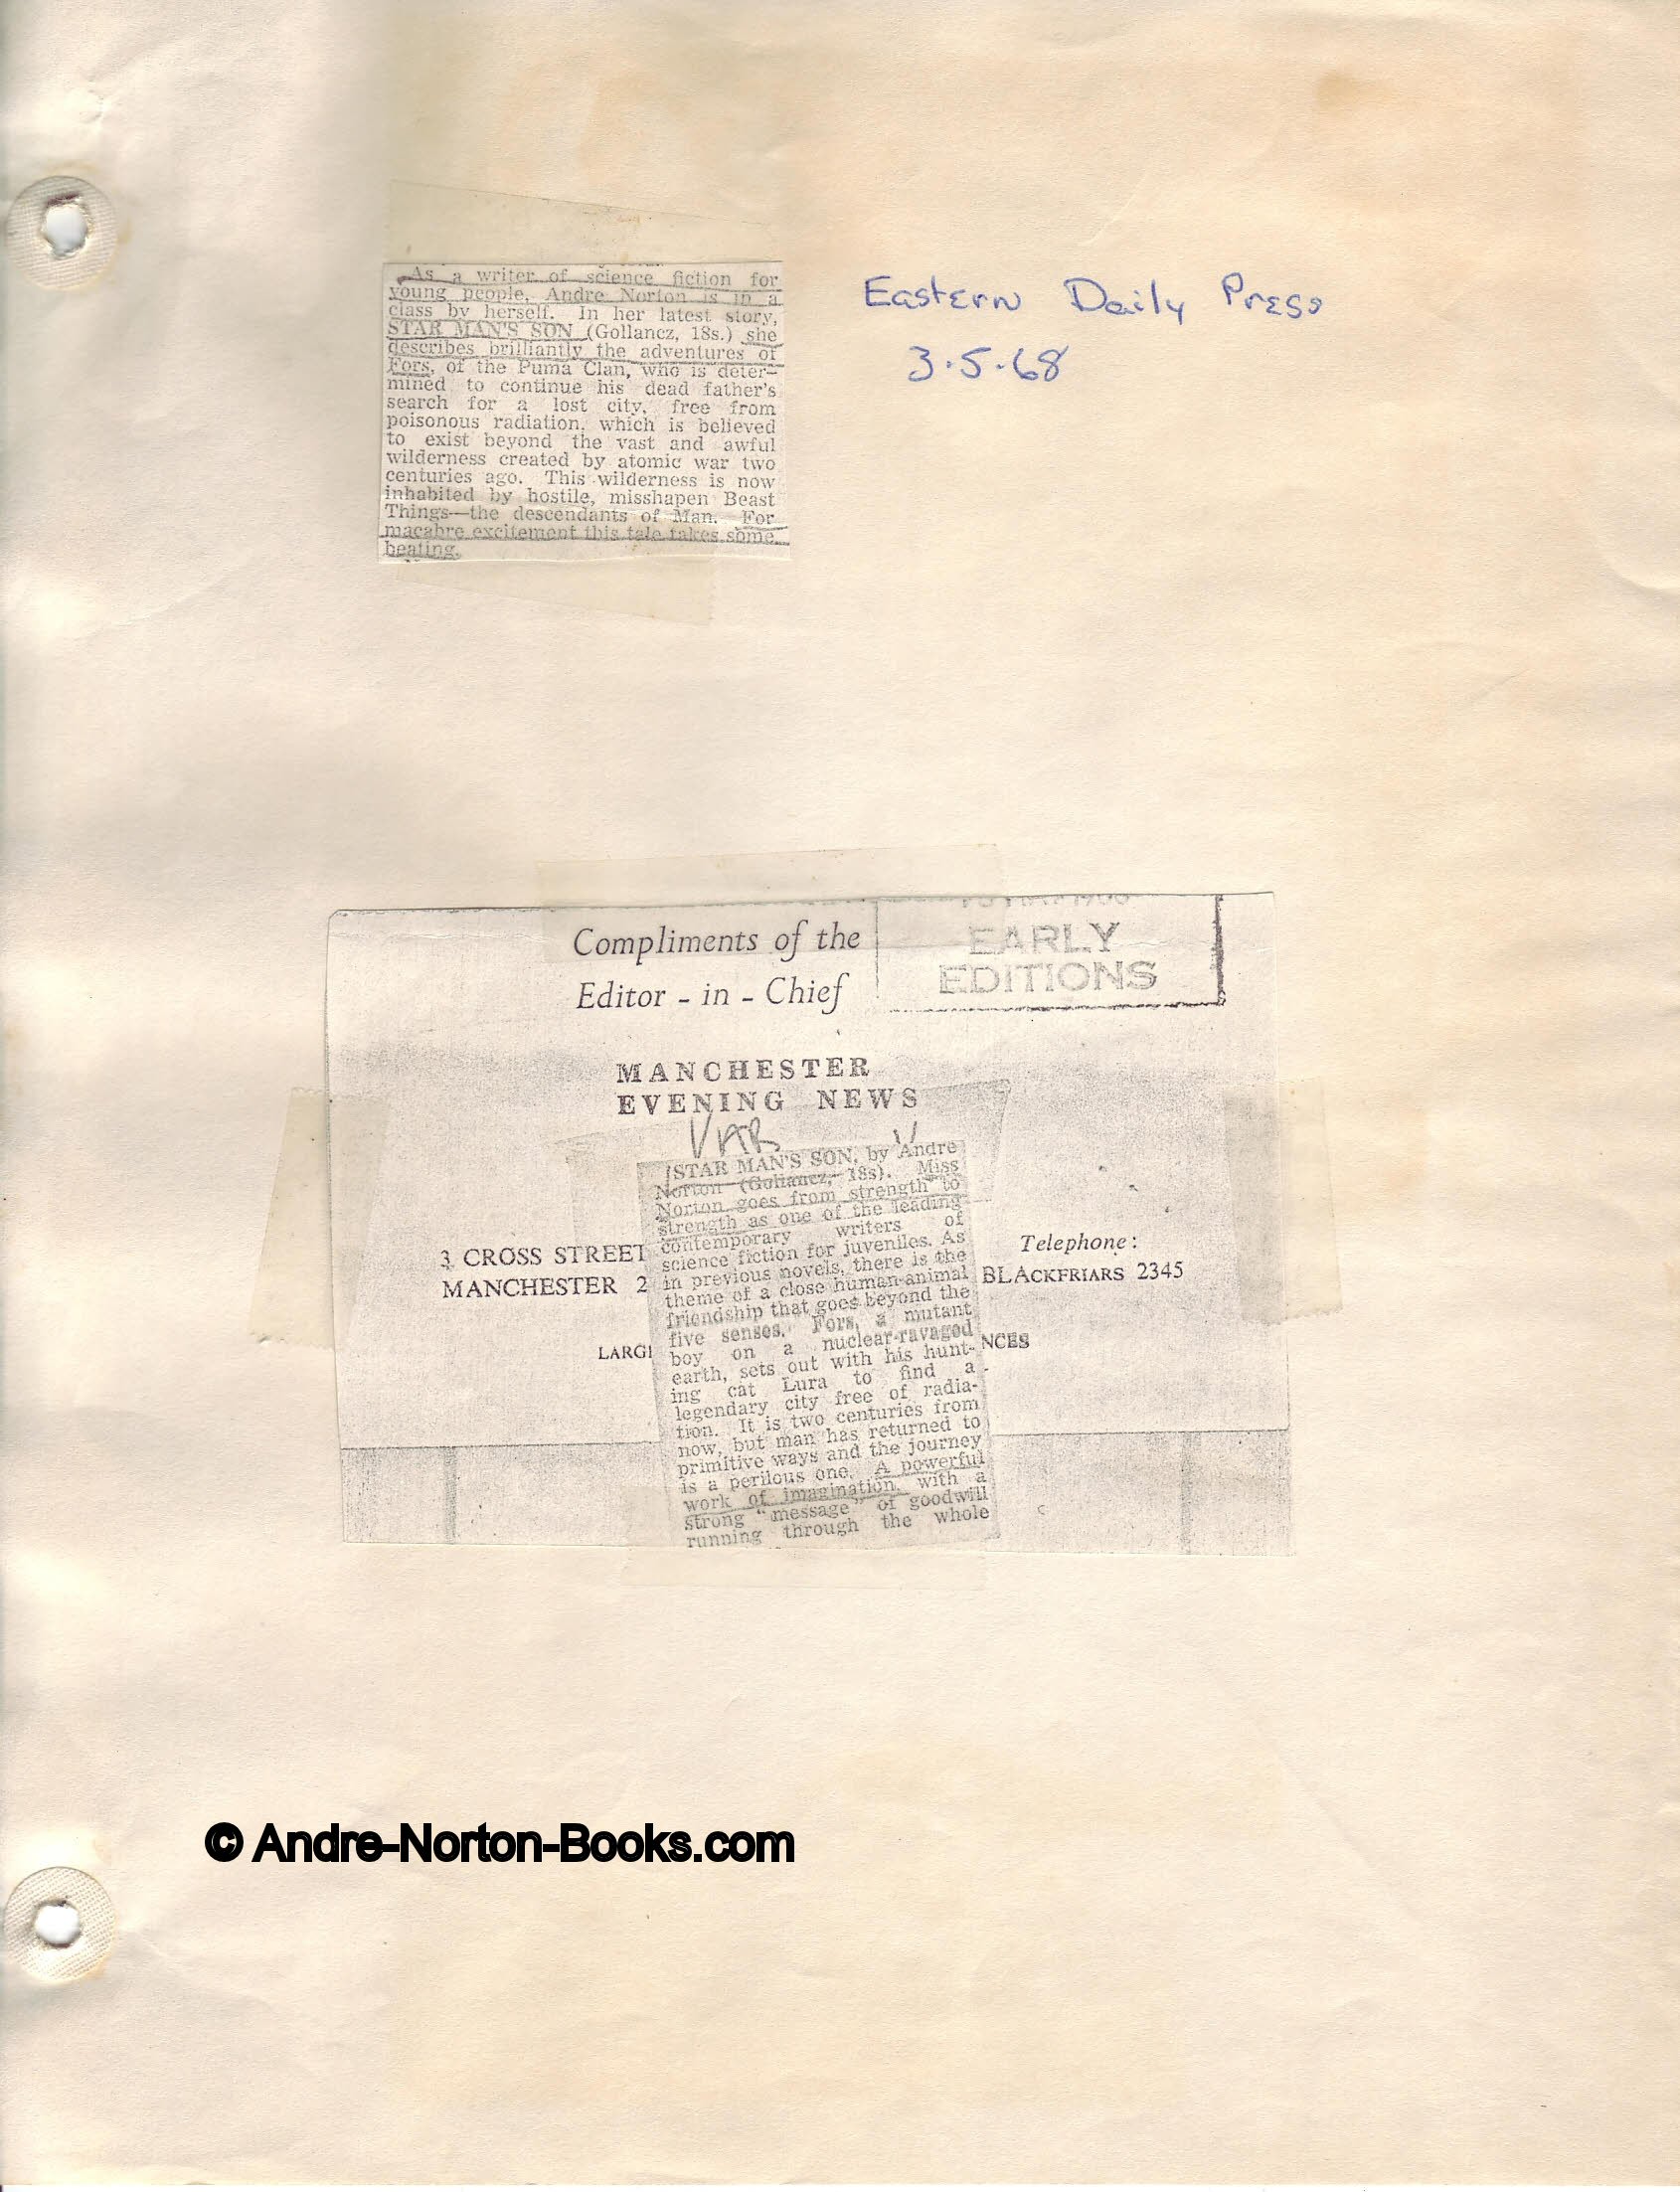 As a writer of science fiction for
young people, Andre Norton is in a
class by herself. In her latest story,
STAR MAN'S SON (Gollancz, 18s.) she
describes brilliantly the adventures of
Fors, of the Puma Clan, who is deter-
mined to continue his dead father's
search for a lost city, free from
poisonous radiation, which is believed
to exist beyond the vast and awful
wilderness created by atomic war two
centuries ago. This wilderness is now
inhabited by hostile, misshapen Beast
Things—the descendants of Man. For
macabre excitement this tale takes some
beating.
Eastern Daily Press
3.5.68
Compliments of the
Editor - in - Chief
EARLY
EDITIONS
MANCHESTER
EVENING NEWS
STAR MAN'S SON, by Andre
Norton (Gollancz, 18s). Miss
Norton goes from strength to
strength as one of the leading
contemporary writers of
science fiction for juveniles. As
in previous novels, there is the
theme of a close human-animal
friendship that goes beyond the
five senses. Fors, a mutant
boy on a nuclear-ravaged
earth, sets out with his hunt-
ing cat Lura to find a
legendary city free of radia-
tion. It is two centuries from
now, but man has returned to
primitive ways and the journey
is a perilous one. A powerful
work of imagination, with a
strong "message" of goodwill
running through the whole
3 CROSS STREET
MANCHESTER 2
Telephone:
BLACKFRIARS 2345
LARG
NCES
© Andre-Norton-Books.com